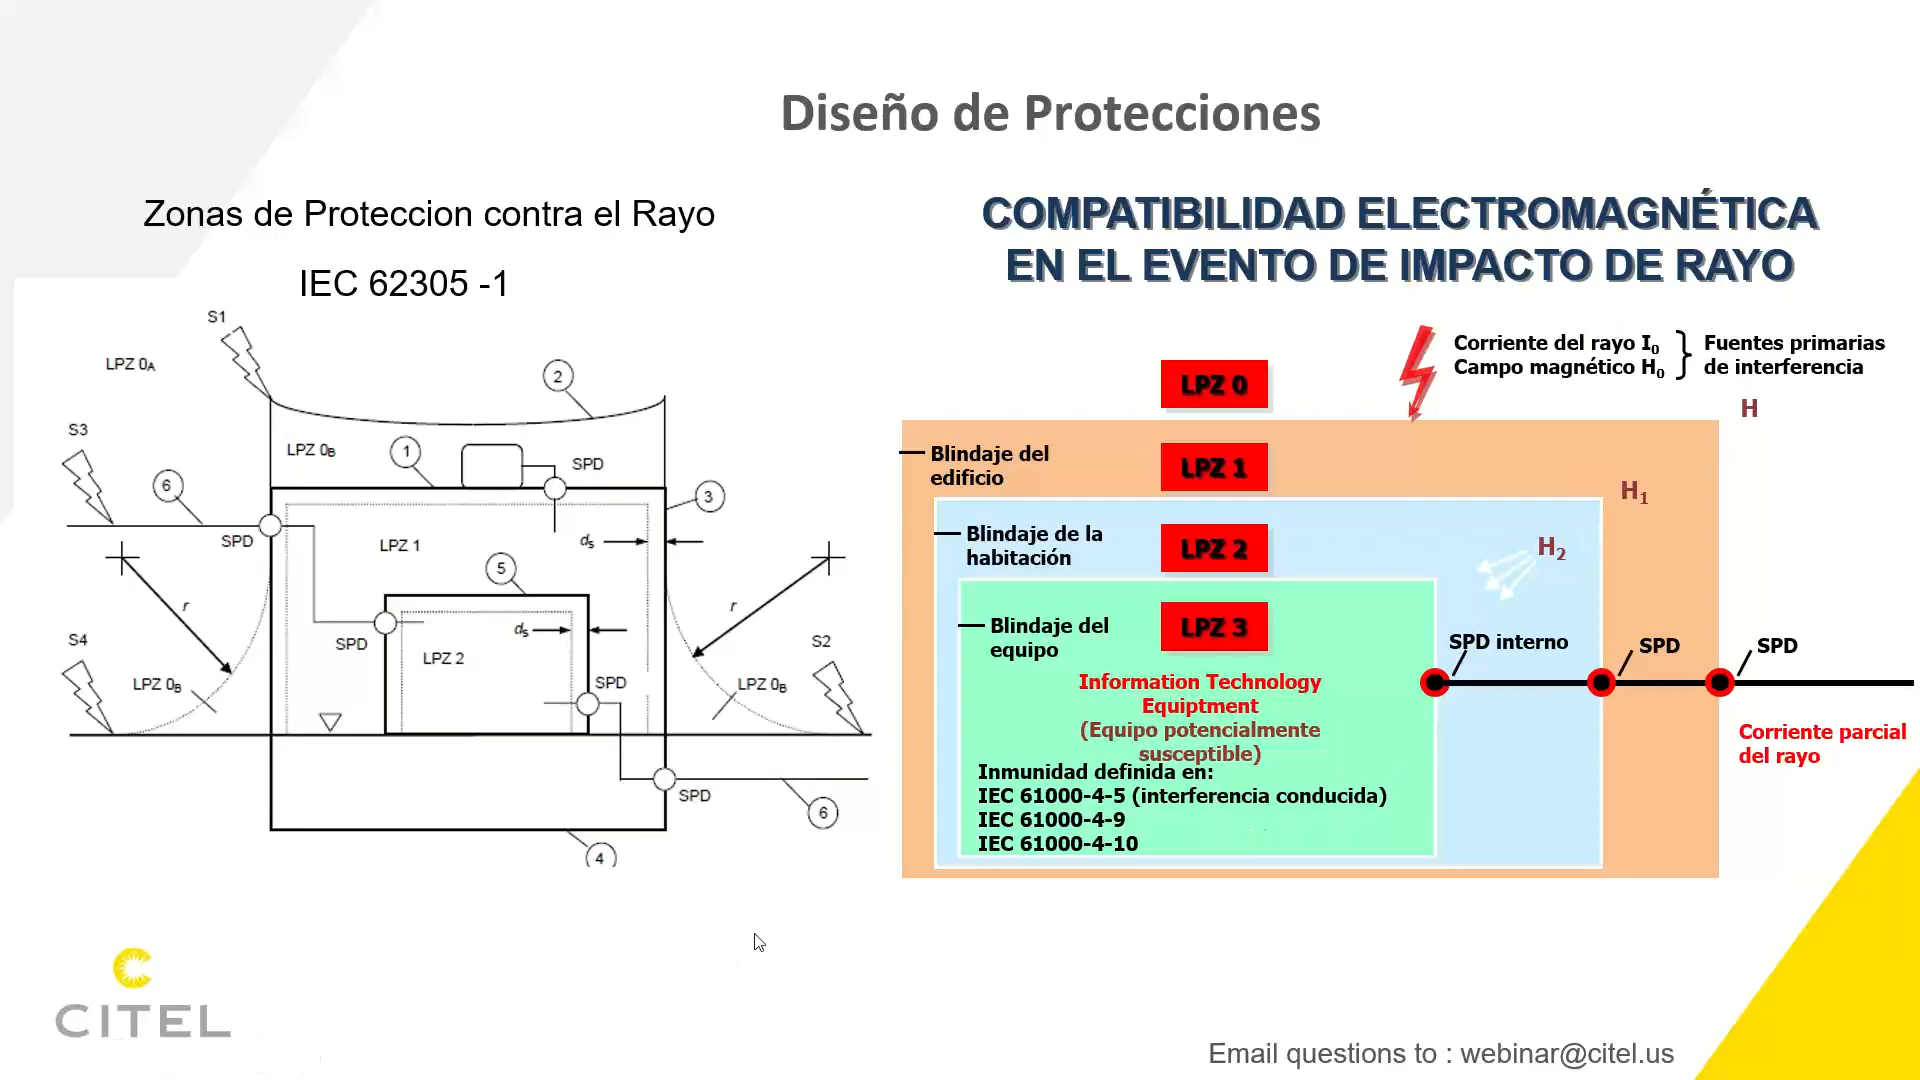 Diseño de Protecciones
Zonas de Proteccion contra el Rayo
IEC 62305 -1
S1
LPZ 0A
2
S3
LPZ 0B
1
SPD
6
3
SPD
LPZ 1
ds
5
r
r
S4
SPD
ds
LPZ 2
S2
LPZ 0B
SPD
LPZ 0B
SPD
6
4
COMPATIBILIDAD ELECTROMAGNÉTICA
EN EL EVENTO DE IMPACTO DE RAYO
Corriente del rayo I0
Campo magnético H0
Fuentes primarias
de interferencia
LPZ 0
H
Blindaje del
edificio
LPZ 1
H1
Blindaje de la
habitación
LPZ 2
H2
Blindaje del
equipo
LPZ 3
SPD interno
SPD
SPD
Information Technology
Equiptment
(Equipo potencialmente
susceptible)
Corriente parcial
del rayo
Inmunidad definida en:
IEC 61000-4-5 (interferencia conducida)
IEC 61000-4-9
IEC 61000-4-10
CITEL
Email questions to : webinar@citel.us